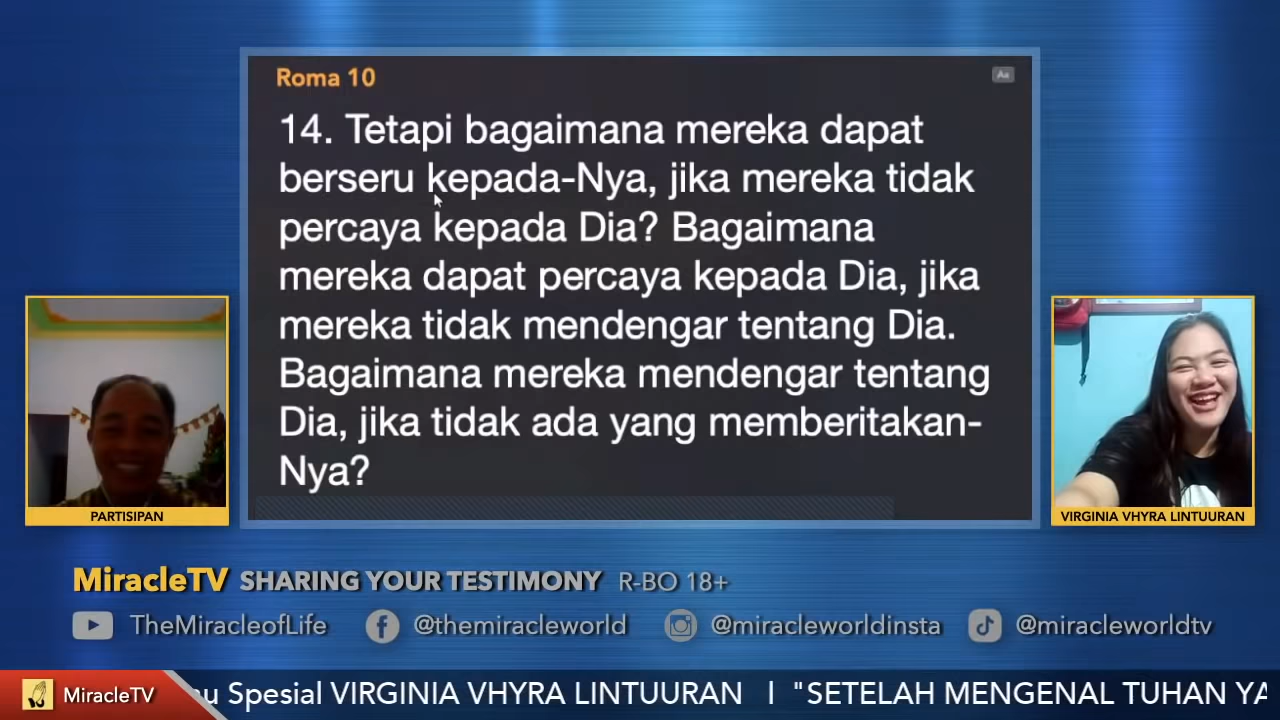 Roma 10
Aa
14. Tetapi bagaimana mereka dapat
berseru kepada-Nya, jika mereka tidak
percaya kepada Dia? Bagaimana
mereka dapat percaya kepada Dia, jika
mereka tidak mendengar tentang Dia.
Bagaimana mereka mendengar tentang
Dia, jika tidak ada yang memberitakan-
Nya?
PARTISIPAN
VIRGINIA VHYRA LINTUURAN
MiracleTV SHARING YOUR TESTIMONY R-BO 18+
TheMiracleofLife @themiracleworld @miracleworldinsta @miracleworldtv
MiracleTV Spesial VIRGINIA VHYRA LINTUURAN | "SETELAH MENGENAL TUHAN